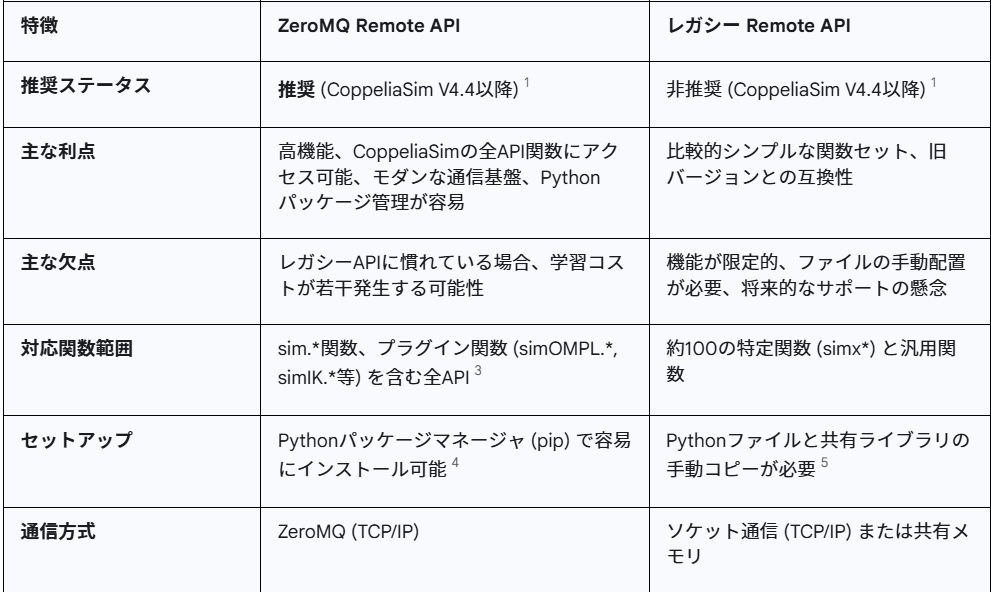 特徴
ZeroMQ Remote API
レガシー Remote API
推奨ステータス
推奨 (CoppeliaSim V4.4以降) 1
非推奨 (CoppeliaSim V4.4以降) 1
主な利点
高機能、CoppeliaSimの全API関数にアク
セス可能、モダンな通信基盤、Python
パッケージ管理が容易
比較的シンプルな関数セット、旧
バージョンとの互換性
主な欠点
レガシーAPIに慣れている場合、学習コス
トが若干発生する可能性
機能が限定的、ファイルの手動配置
が必要、将来的なサポートの懸念
対応関数範囲
sim.*関数、プラグイン関数 (simOMPL.*,
simIK.*等) を含む全API 3
約100の特定関数 (simx*) と汎用関
数
セットアップ
Pythonパッケージマネージャ (pip) で容易
にインストール可能 4
Pythonファイルと共有ライブラリの
手動コピーが必要 5
通信方式
ZeroMQ (TCP/IP)
ソケット通信 (TCP/IP) または共有メ
モリ